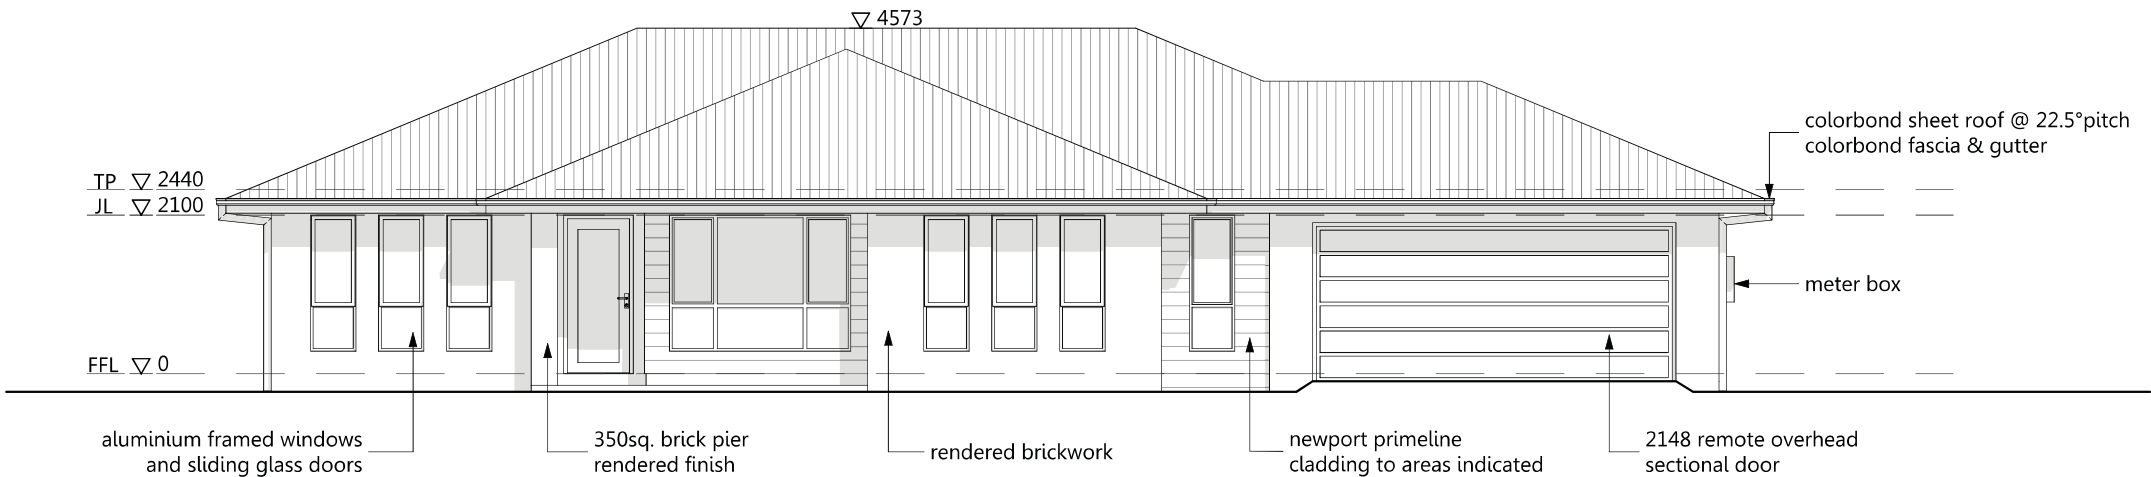 4573
colorbond sheet roof @ 22.5°pitch
colorbond fascia & gutter
TP 2440
JL 2100
meter box
FFL 0
aluminium framed windows
and sliding glass doors
350sq. brick pier
rendered finish
rendered brickwork
newport primeline
cladding to areas indicated
2148 remote overhead
sectional door